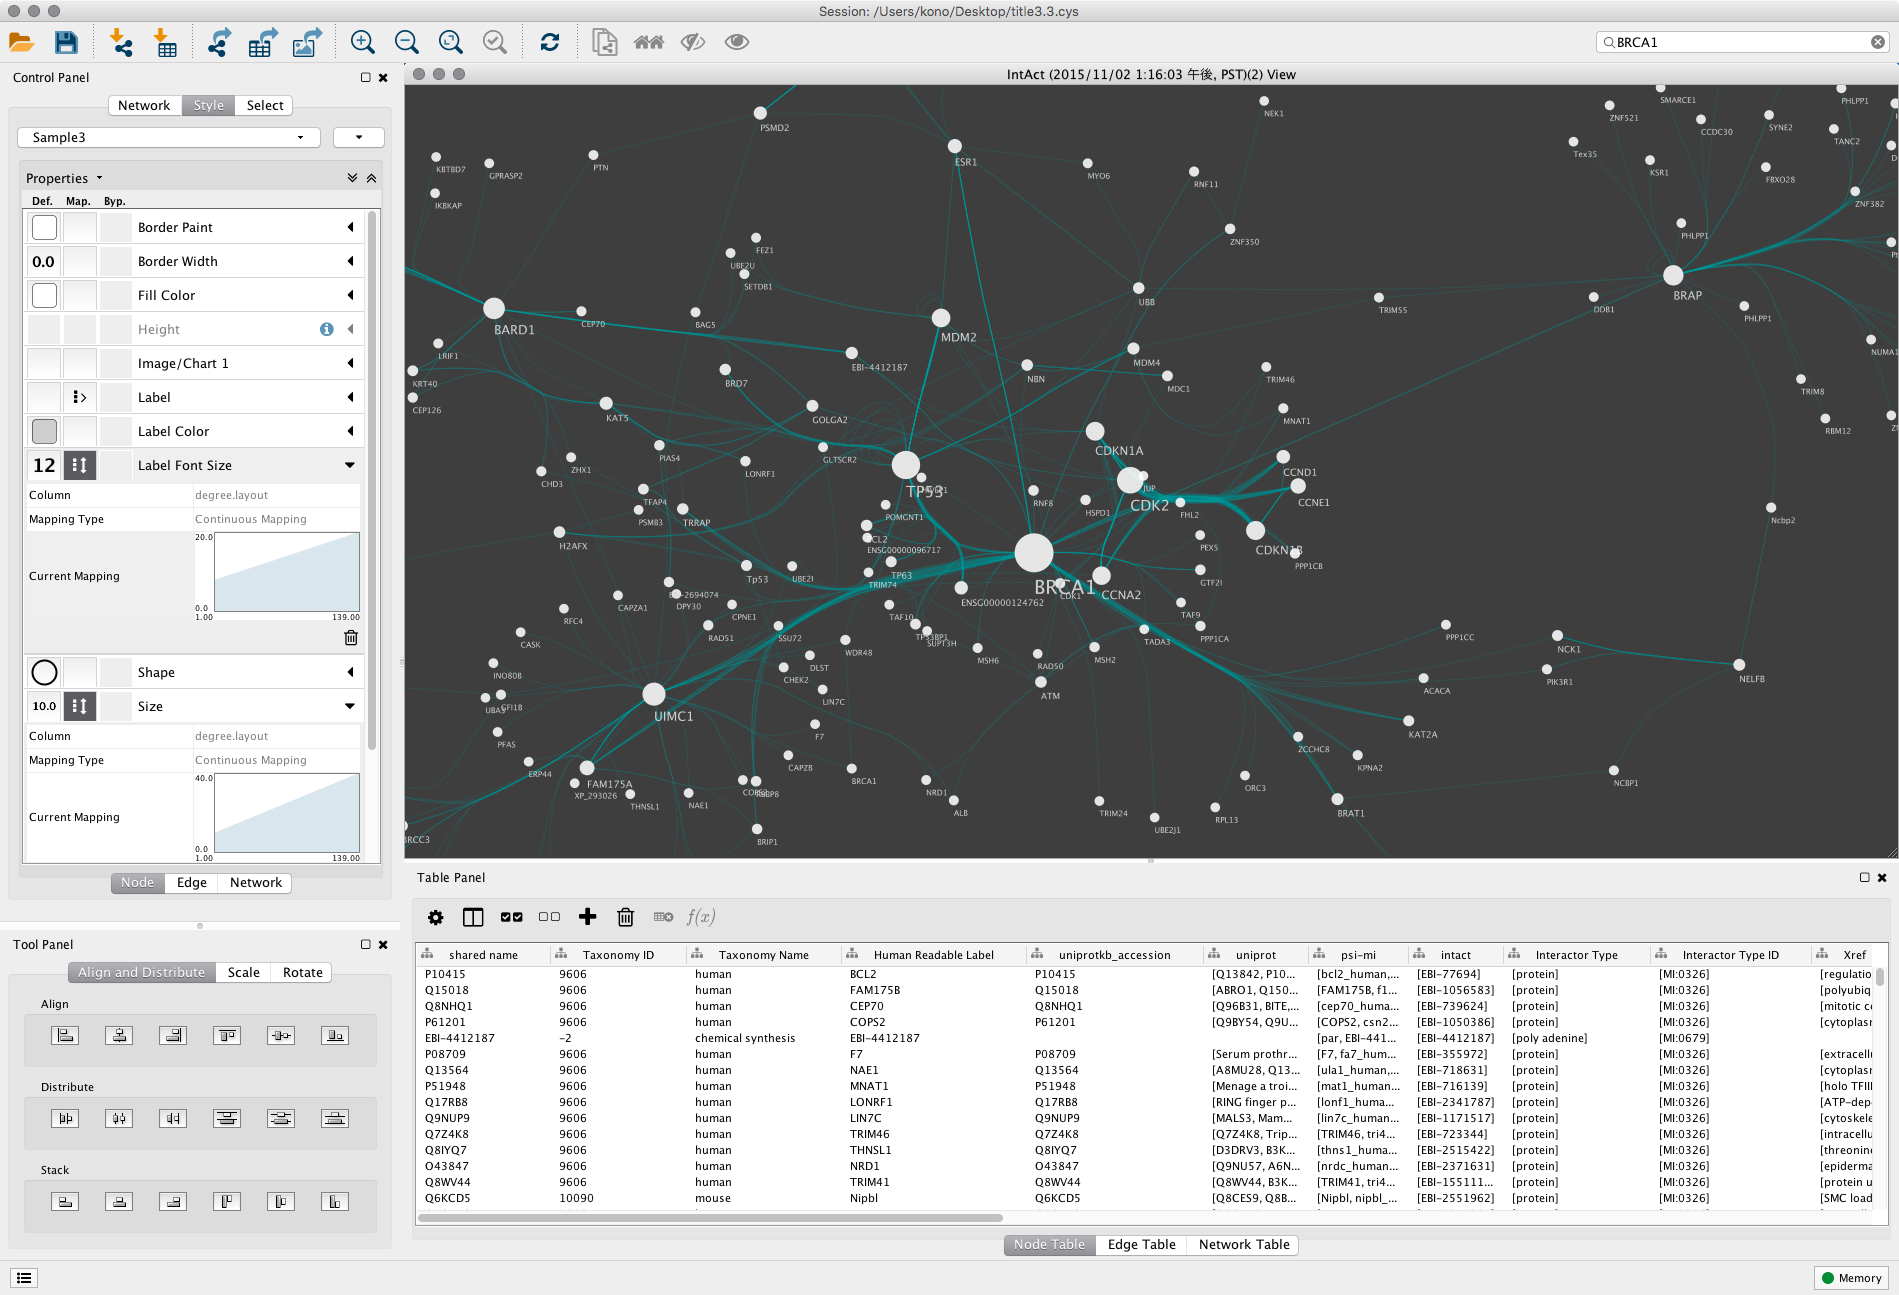 Session: /Users/kono/Desktop/title3.3.cys
BRCA1
Control Panel
Network Style Select
Sample3
Properties
Def. Map. Byp.
Border Paint
0.0 Border Width
Fill Color
Height
Image/Chart 1
Label
Label Color
12 Label Font Size
Column degree.layout
Mapping Type Continuous Mapping
Current Mapping
20.0
0.0
1.00 139.00
Shape
10.0 Size
Column degree.layout
Mapping Type Continuous Mapping
Current Mapping
40.0
0.0
1.00 139.00
Node Edge Network
Tool Panel
Align and Distribute Scale Rotate
Align
Distribute
Stack
IntAct (2015/11/02 1:16:03 午後, PST)(2) View
PSMD2
NEK1
SMARCE1
PHLPP1
ZNF521
CCDC30
SYNE2
TANC2
Tex35
KBTBD7
GPRASP2
PTN
ESR1
MYO6
RNF11
KSR1
FBXO28
IKBKAP
ZNF382
ZNF350
PHLPP1
FEZ1
UBE2U
SETDB1
UBB
BRAP
TRIM55
DDB1
PHLPP1
BARD1
CEP70
BAG5
MDM2
LRIF1
EBI-4412187
MDM4
NUMA1
KRT40
BRD7
NBN
MDC1
TRIM46
TRIM8
CEP126
KAT5
GOLGA2
MNAT1
RBM12
CDKN1A
PIAS4
GLTSCR2
LONRF1
ZHX1
CHD3
CCND1
TP53
JUP
CDK2
CCNE1
TFAP4
RNF8
HSPD1
FHL2
PSMB3
TRRAP
POMGNT1
Ncbp2
H2AFX
ENSG00000096717
CDKN1B
PEX5
PPP1CB
Tp53
UBE2I
TP63
TRIM74
BRCA1
CDK1
CCNA2
GTF2I
ENSG00000124762
DPY30
CAPZA1
CPNE1
TAF10
TAF9
RFC4
RAD51
SSU72
SUPT3H
TADA3
PPP1CA
PPP1CC
CASK
WDR48
MSH6
RAD50
MSH2
NCK1
INO80B
DLST
CHEK2
ATM
PIK3R1
NELFB
ACACA
LIN7C
UIMC1
PFAS
F7
ZCCHC8
KAT2A
ERP44
CAPZB
BRCA1
KPNA2
FAM175A
XP_293026
THNSL1
NAE1
NRD1
ORC3
NCBP1
ALB
TRIM24
UBE2J1
RPL13
BRAT1
BRIP1
Table Panel
f(x)
shared name Taxonomy ID Taxonomy Name Human Readable Label uniprotkb_accession uniprot psi-mi intact Interactor Type Interactor Type ID Xref
P10415 9606 human BCL2 P10415 [Q13842, P10... [bcl2_human,... [EBI-77694] [protein] [MI:0326] [regulatio
Q15018 9606 human FAM175B Q15018 [ABRO1, Q150... [FAM175B, f1... [EBI-1056583] [protein] [MI:0326] [polyubiq
Q8NHQ1 9606 human CEP70 Q8NHQ1 [Q96B31, BITE,... [cep70_huma... [EBI-739624] [protein] [MI:0326] [mitotic c
P61201 9606 human COPS2 P61201 [Q9BY54, Q9U... [COPS2, csn2... [EBI-1050386] [protein] [MI:0326] [cytoplas
EBI-4412187 -2 chemical synthesis EBI-4412187 [par, EBI-441... [EBI-4412187] [poly adenine] [MI:0679]
P08709 9606 human F7 P08709 [Serum prothr... [F7, fa7_hum... [EBI-355972] [protein] [MI:0326] [extracell
Q13564 9606 human NAE1 Q13564 [A8MU28, Q13... [ula1_human,... [EBI-718631] [protein] [MI:0326] [cytoplas
P51948 9606 human MNAT1 P51948 [Menage a troi... [mat1_human... [EBI-716139] [protein] [MI:0326] [holo TFII
Q17RB8 9606 human LONRF1 Q17RB8 [RING finger p... [lonf1_huma... [EBI-2341787] [protein] [MI:0326] [ATP-dep
Q9NUP9 9606 human LIN7C Q9NUP9 [MALS3, Mam... [lin7c_human... [EBI-1171517] [protein] [MI:0326] [cytoskele
Q7Z4K8 9606 human TRIM46 Q7Z4K8 [Q7Z4K8, Trip... [TRIM46, tri4... [EBI-723344] [protein] [MI:0326] [intracellu
Q8IYQ7 9606 human THNSL1 Q8IYQ7 [D3DRV3, B3K... [thns1_huma... [EBI-2515422] [protein] [MI:0326] [threonin
O43847 9606 human NRD1 O43847 [Q9NU57, A6N... [nrdc_human... [EBI-2371631] [protein] [MI:0326] [epiderma
Q8WV44 9606 human TRIM41 Q8WV44 [Q8WV44, B3K... [TRIM41, tri4... [EBI-155111... [protein] [MI:0326] [protein u
Q6KCD5 10090 mouse Nipbl Q6KCD5 [Q8CES9, Q8B... [Nipbl, nipbl_... [EBI-2551962] [protein] [MI:0326] [SMC load
Node Table Edge Table Network Table
Memory